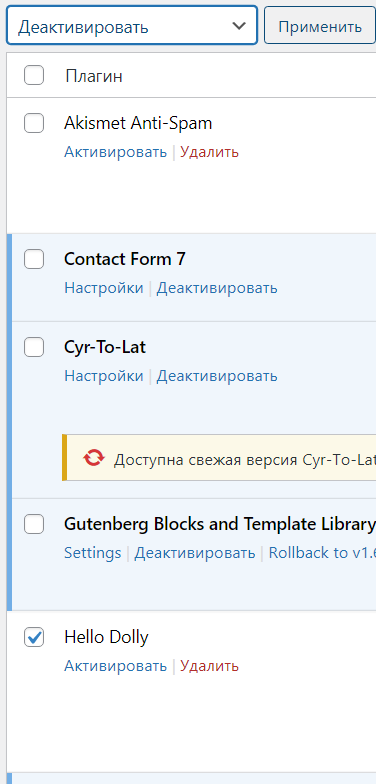 Деактивировать
Применить
Плагин
Akismet Anti-Spam
Активировать | Удалить
Contact Form 7
Настройки | Деактивировать
Cyr-To-Lat
Настройки | Деактивировать
Доступна свежая версия Cyr-To-Lat
Gutenberg Blocks and Template Library
Settings | Деактивировать | Rollback to v1.6
Hello Dolly
Активировать | Удалить